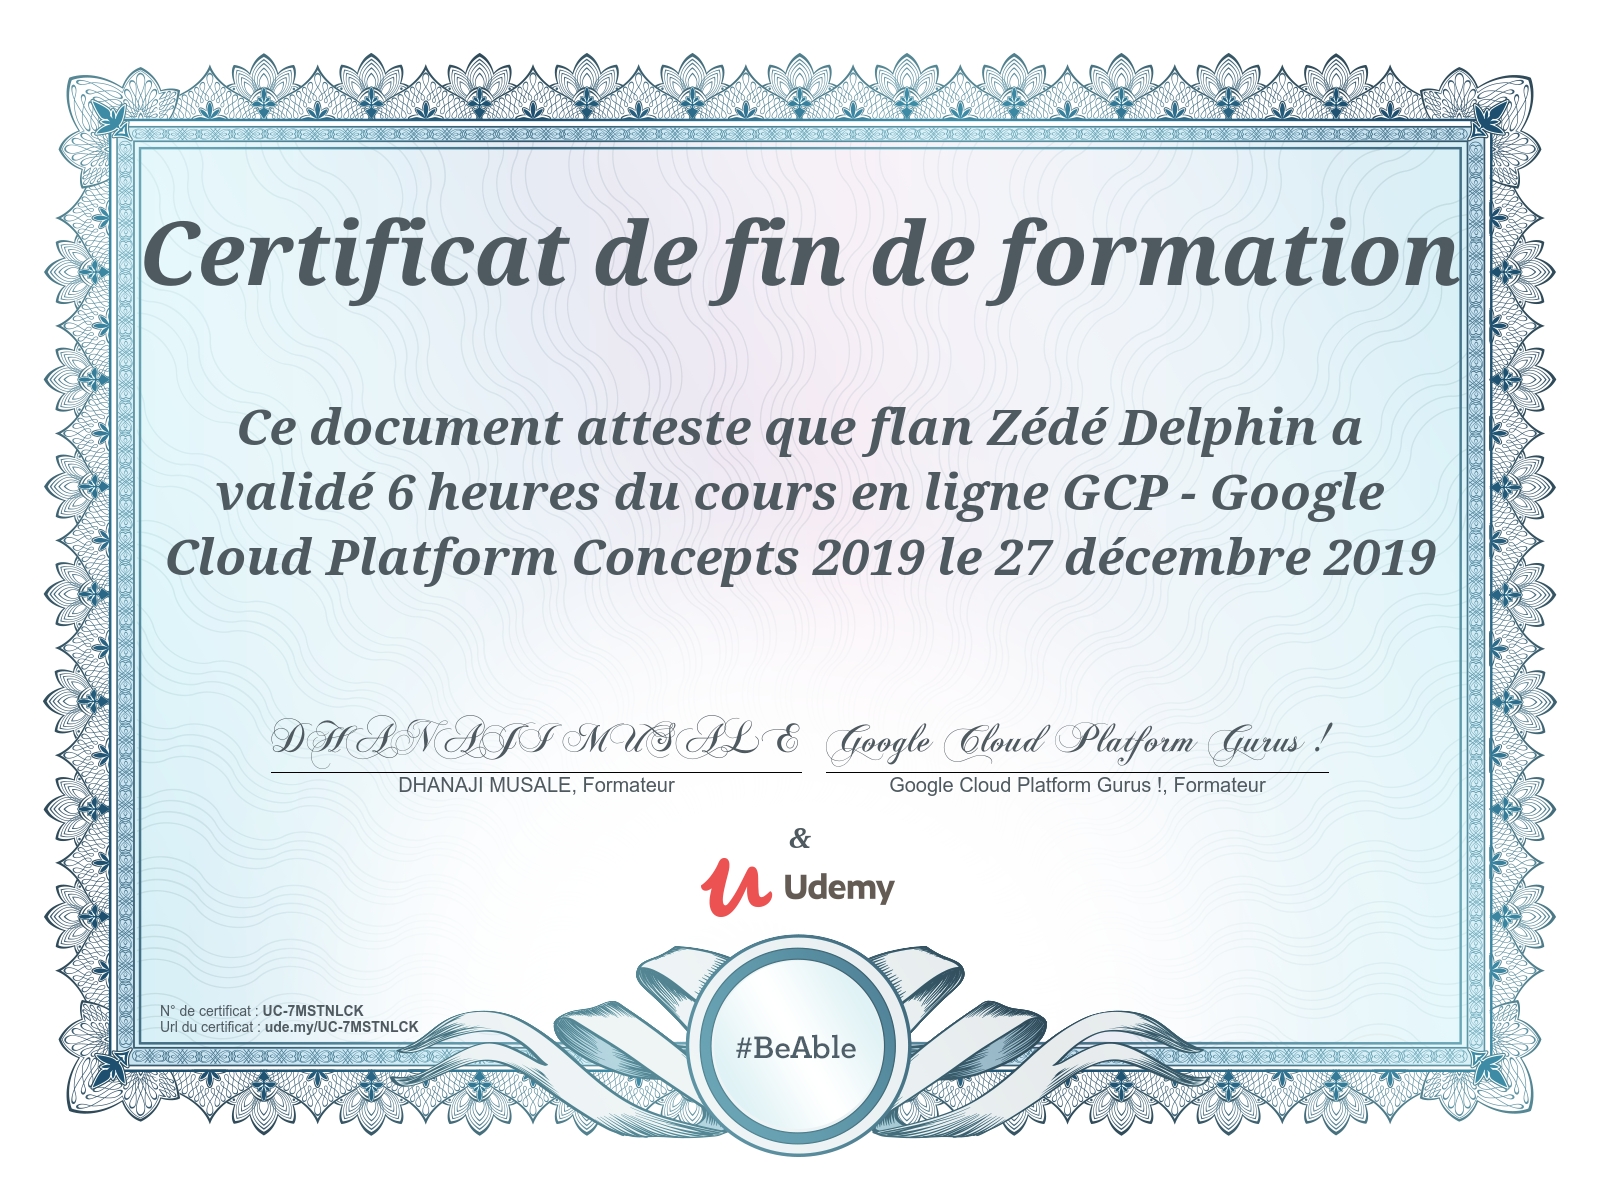 Certificat de fin de formation
Ce document atteste que flan Zédé Delphin a
validé 6 heures du cours en ligne GCP - Google
Cloud Platform Concepts 2019 le 27 décembre 2019
DHANAJI MUSALE Google Cloud Platform Gurus !
DHANAJI MUSALE, Formateur Google Cloud Platform Gurus !, Formateur
&
Udemy
N° de certificat : UC-7MSTNLCK
Url du certificat : ude.my/UC-7MSTNLCK
#BeAble